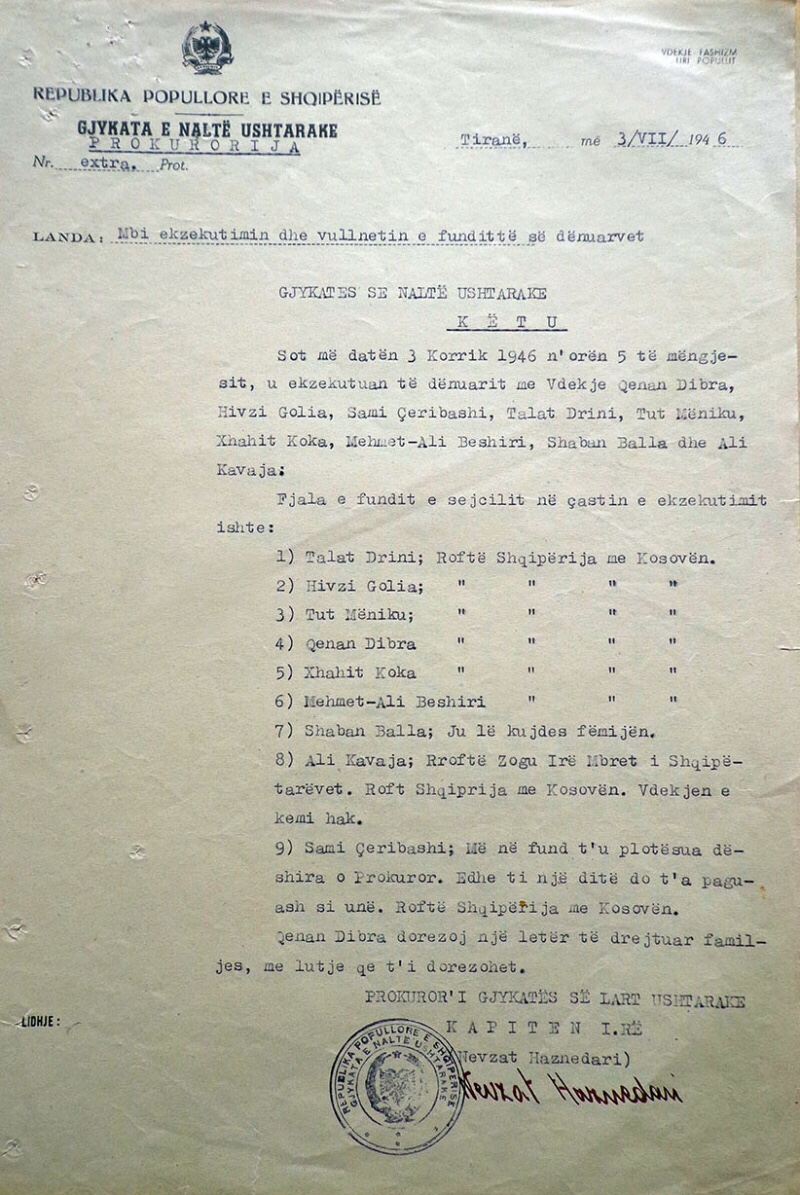 VDEKJE FASHIZM
LIRI POPULLIT
REPUBLIKA POPULLORE E SHQIPËRISË
GJYKATA E NALTË USHTARAKE
PROKURORIJA
Tiranë, më 3/VII/ 1946
Nr. extra. Prot.
LANDA: Mbi ekzekutimin dhe vullnetin e fundittë së dënuarvet
GJYKATES SE NALTË USHTARAKE
KËTU
Sot më datën 3 Korrik 1946 n'orën 5 të mëngje-
sit, u ekzekutuan të dënuarit me Vdekje Qenan Dibra,
Hivzi Golia, Sami Çeribashi, Talat Drini, Tut Mëniku,
Xhahit Koka, Mehmet-Ali Beshiri, Shaban Balla dhe Ali
Kavaja:
Fjala e fundit e sejcilit në çastin e ekzekutimit
ishte:
1) Talat Drini; Roftë Shqipërija me Kosovën.
2) Hivzi Golia; " " " "
3) Tut Mëniku; " " " "
4) Qenan Dibra " " " "
5) Xhahit Koka " " " "
6) Mehmet-Ali Beshiri " " "
7) Shaban Balla; Ju lë kujdes fëmijën.
8) Ali Kavaja; Rroftë Zogu Irë Mbret i Shqipë-
tarëvet. Roft Shqiprija me Kosovën. Vdekjen e
kemi hak.
9) Sami Çeribashi; Më në fund t'u plotësua dë-
shira o Prokuror. Edhe ti një ditë do t'a pagu-
ash si unë. Roftë Shqipërija me Kosovën.
Qenan Dibra dorezoj një letër të drejtuar famil-
jes, me lutje qe t'i dorezohet.
PROKUROR'I GJYKATËS SË LART USHTARAKE
LIDHJE:
KAPITEN I.RË
Nevzat Haznedari)
Nevzat Haznedari
REPUBLIKA POPULLORE E SHQIPËRISË
GJYKATA E NALTË USHTARAKE